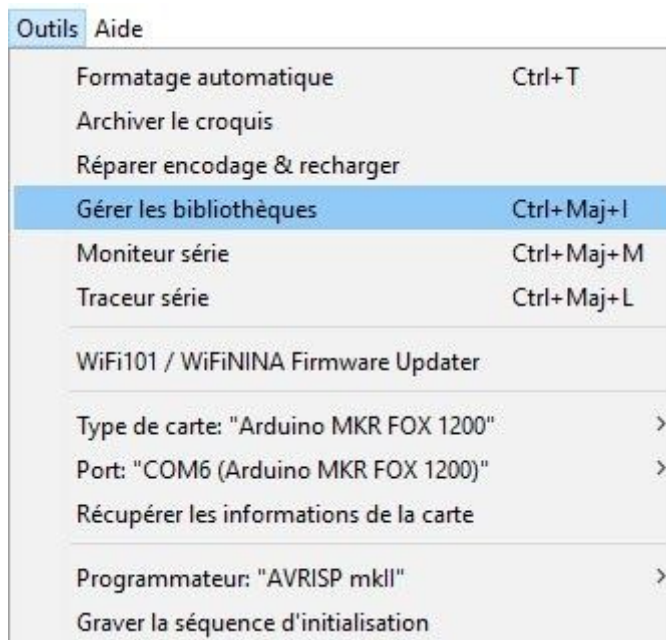 Outils Aide
Formatage automatique Ctrl+T
Archiver le croquis
Réparer encodage & recharger
Gérer les bibliothèques Ctrl+Maj+I
Moniteur série Ctrl+Maj+M
Traceur série Ctrl+Maj+L
WiFi101 / WiFiNINA Firmware Updater
Type de carte: "Arduino MKR FOX 1200"
Port: "COM6 (Arduino MKR FOX 1200)"
Récupérer les informations de la carte
Programmateur: "AVRISP mkII"
Graver la séquence d'initialisation